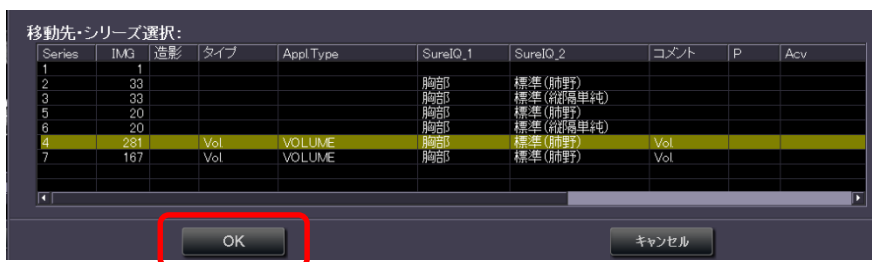 移動先・シリーズ選択:
Series IMG 造影 タイプ Appl.Type SureIQ_1 SureIQ_2 コメント P Acv
1 1
2 33 胸部 標準(肺野)
3 33 胸部 標準(縦隔単純)
5 20 胸部 標準(肺野)
6 20 胸部 標準(縦隔単純)
4 281 Vol. VOLUME 胸部 標準(肺野) Vol.
7 167 Vol. VOLUME 胸部 標準(肺野) Vol.
OK キャンセル